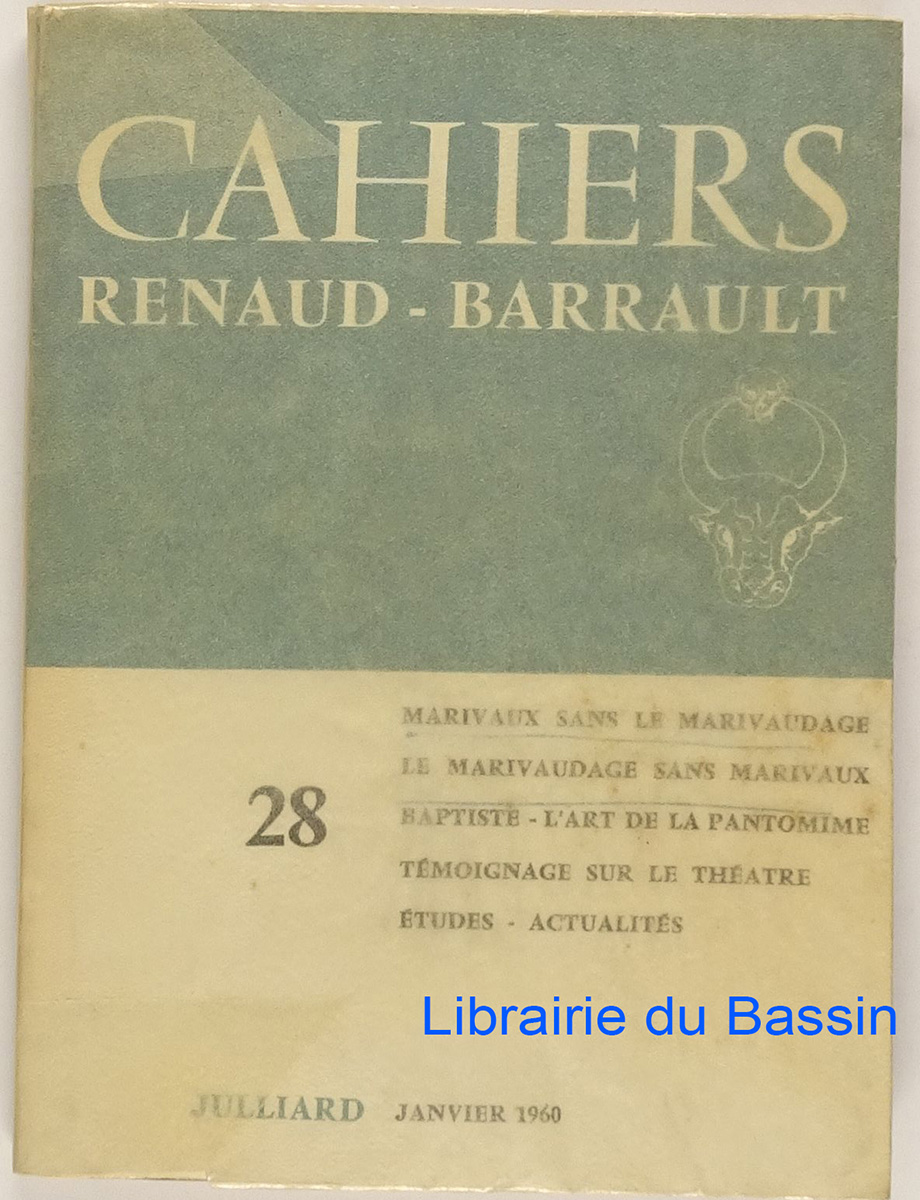 CAHIERS
RENAUD - BARRAULT
MARIVAUX SANS LE MARIVAUDAGE
LE MARIVAUDAGE SANS MARIVAUX
28
BAPTISTE - L'ART DE LA PANTOMIME
TÉMOIGNAGE SUR LE THÉATRE
ÉTUDES - ACTUALITÉS
Librairie du Bassin
JULLIARD JANVIER 1960